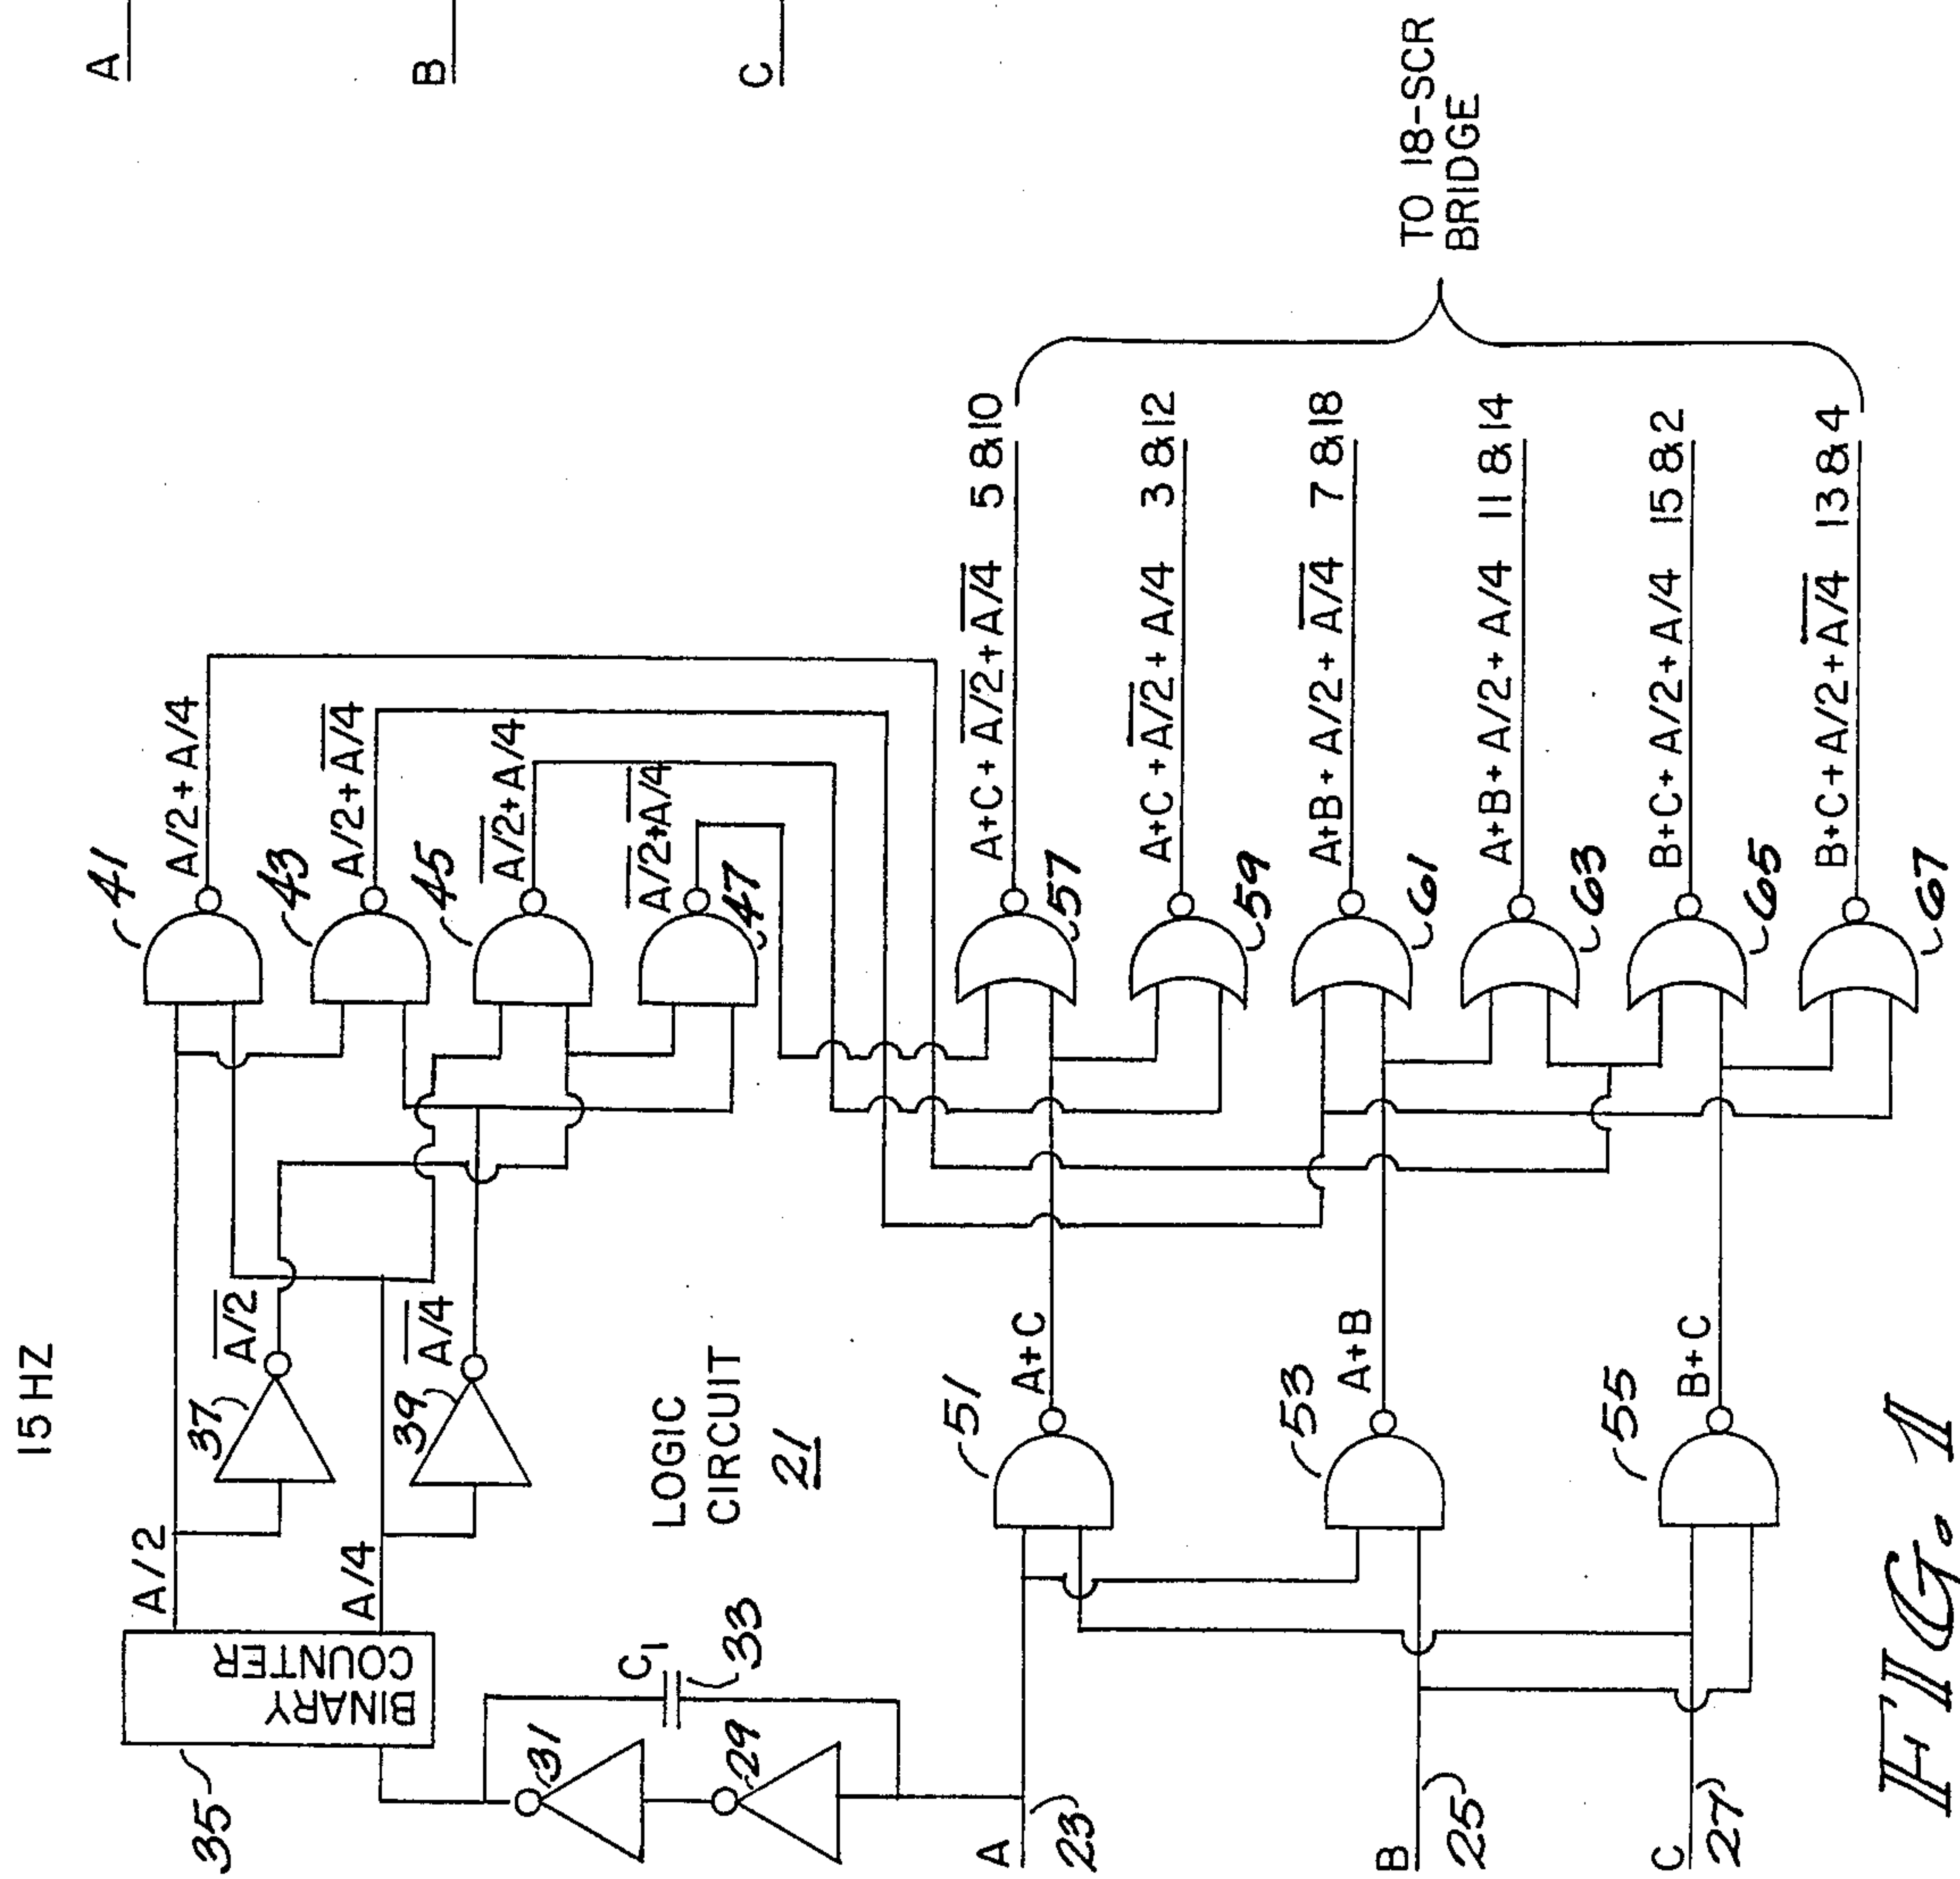 15 HZ
A
B
C
A/2
A/4
BINARY
COUNTER
35
37
A̅/̅2̅
39
A̅/̅4̅
41
A/2+A/4
43
A/2+A̅/̅4̅
45
A̅/̅2̅+A/4
A̅/̅2̅+A̅/̅4̅
47
31
29
C1
33
LOGIC
CIRCUIT
21
A
23
B
25
C
27
51
A+C
53
A+B
55
B+C
57
A+C+A̅/̅2̅+A̅/̅4̅ 5 &10
59
A+C+A̅/̅2̅+A/4 3 &12
61
A+B+A/2+A̅/̅4̅ 7 &18
63
A+B+A/2+A/4 11 &14
65
B+C+A/2+A/4 15 &2
67
B+C+A/2+A̅/̅4̅ 13 & 4
TO 18-SCR
BRIDGE
FIG. 1